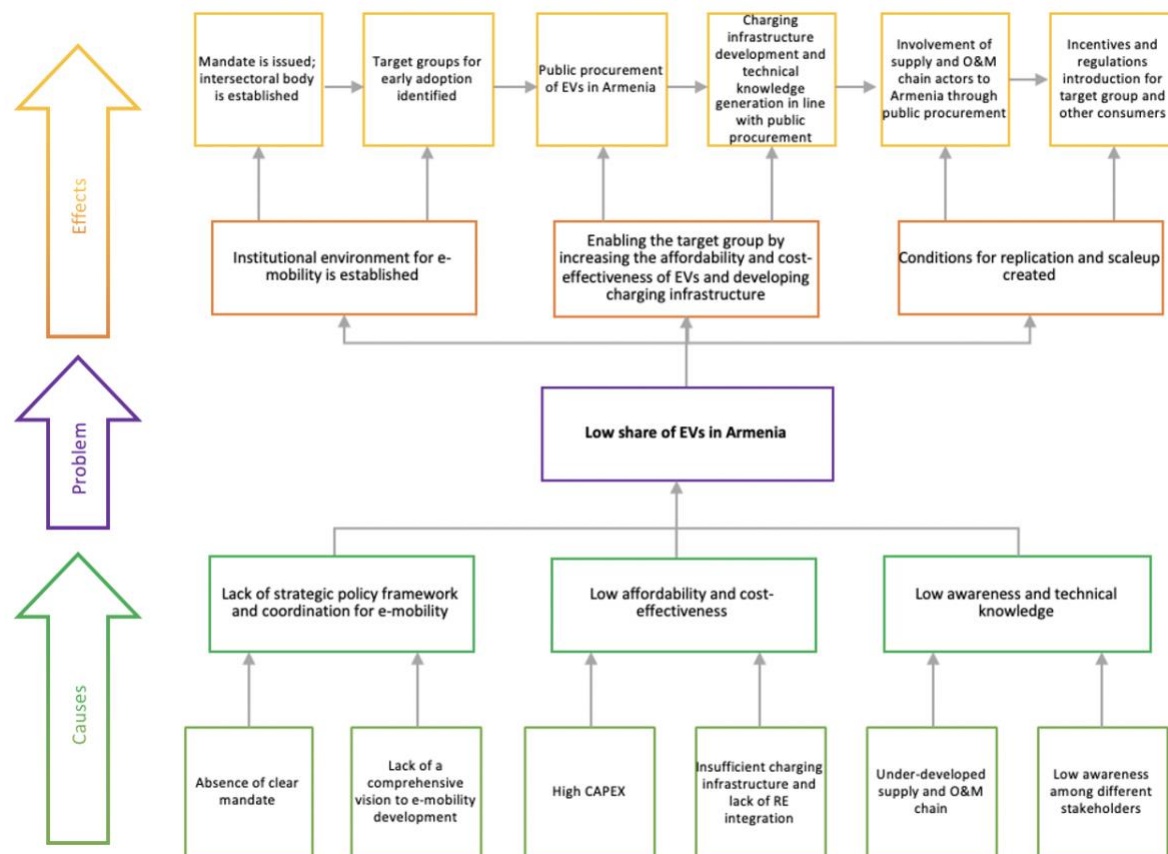 Mandate is issued;
intersectoral body
is established
Target groups for
early adoption
identified
Public procurement
of EVs in Armenia
Charging
infrastructure
development and
technical
knowledge
generation in line
with public
procurement
Involvement of
supply and O&M
chain actors to
Armenia through
public procurement
Incentives and
regulations
introduction for
target group and
other consumers
Effects
Institutional environment for e-
mobility is established
Enabling the target group by
increasing the affordability and cost-
effectiveness of EVs and developing
charging infrastructure
Conditions for replication and scaleup
created
Problem
Low share of EVs in Armenia
Causes
Lack of strategic policy framework
and coordination for e-mobility
Low affordability and cost-
effectiveness
Low awareness and technical
knowledge
Absence of clear
mandate
Lack of a
comprehensive
vision to e-mobility
development
High CAPEX
Insufficient charging
infrastructure and
lack of RE
integration
Under-developed
supply and O&M
chain
Low awareness
among different
stakeholders